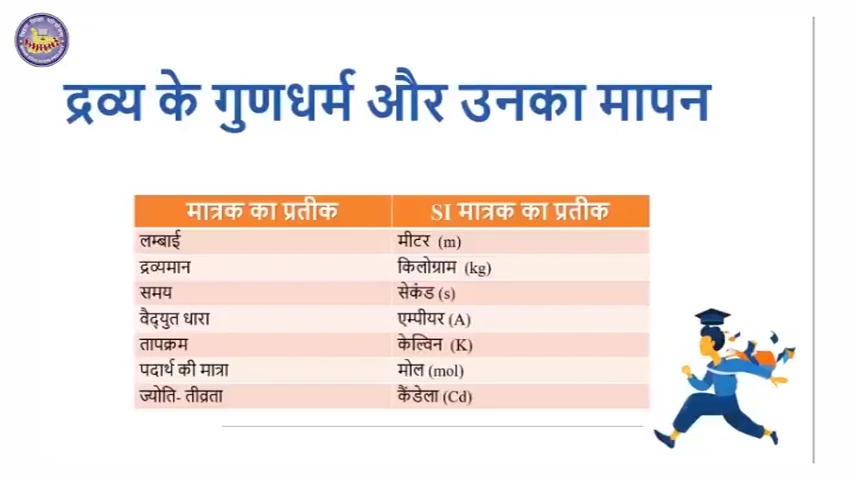 द्रव्य के गुणधर्म और उनका मापन
मात्रक का प्रतीक SI मात्रक का प्रतीक
लम्बाई मीटर (m)
द्रव्यमान किलोग्राम (kg)
समय सेकंड (s)
वैद्युत धारा एम्पीयर (A)
तापक्रम केल्विन (K)
पदार्थ की मात्रा मोल (mol)
ज्योति- तीव्रता कैंडेला (Cd)